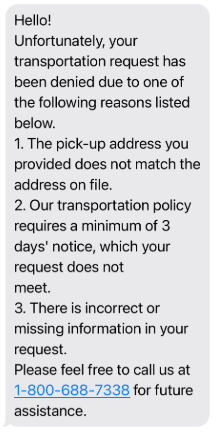 Hello!
Unfortunately, your
transportation request has
been denied due to one of
the following reasons listed
below.
1. The pick-up address you
provided does not match the
address on file.
2. Our transportation policy
requires a minimum of 3
days' notice, which your
request does not
meet.
3. There is incorrect or
missing information in your
request.
Please feel free to call us at
1-800-688-7338 for future
assistance.